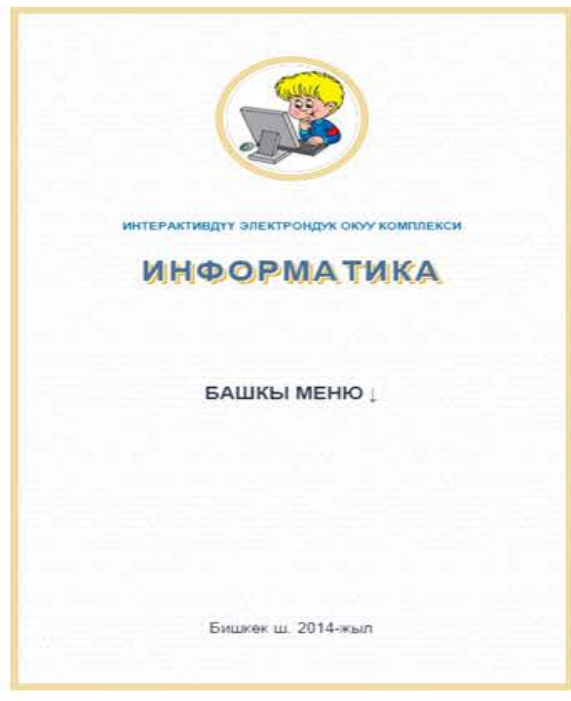 ИНТЕРАКТИВДҮҮ ЭЛЕКТРОНДУК ОКУУ КОМПЛЕКСИ
ИНФОРМАТИКА
БАШКЫ МЕНЮ ↓
Бишкек ш. 2014-жыл